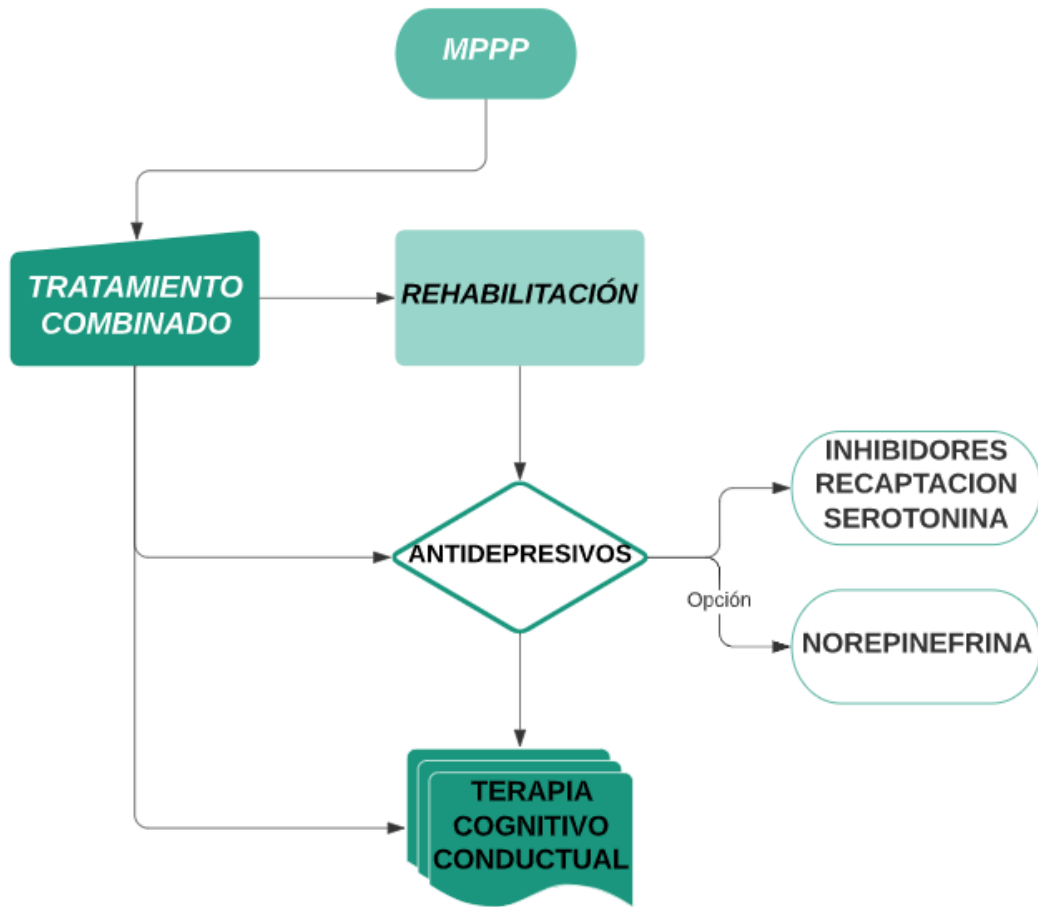 MPPP
TRATAMIENTO
COMBINADO
REHABILITACIÓN
ANTIDEPRESIVOS
INHIBIDORES
RECAPTACION
SEROTONINA
Opción
NOREPINEFRINA
TERAPIA
COGNITIVO
CONDUCTUAL